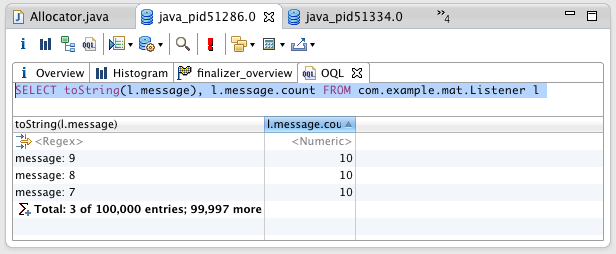 Allocator.java java_pid51286.0 java_pid51334.0 »4
i OQL
i Overview Histogram finalizer_overview OQL OQL
SELECT toString(l.message), l.message.count FROM com.example.mat.Listener l
toString(l.message) l.message.cou
<Regex> <Numeric>
message: 9 10
message: 8 10
message: 7 10
Total: 3 of 100,000 entries; 99,997 more